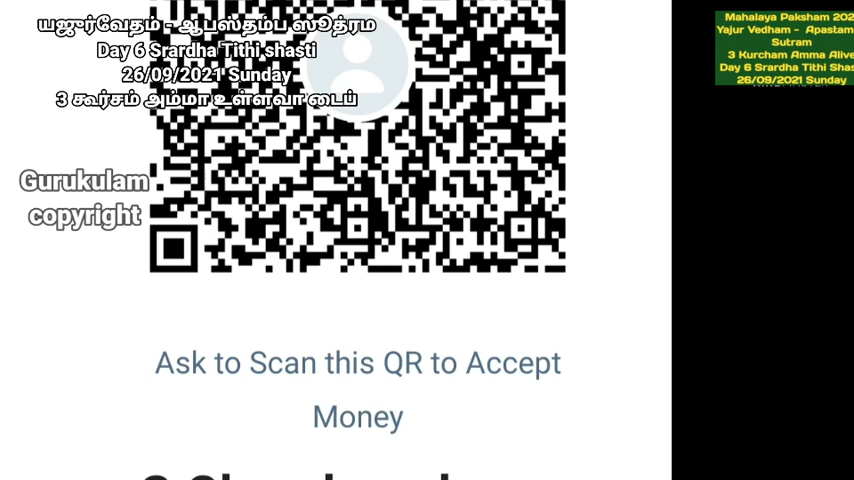 யஜுர்வேதம் - ஆபஸ்தம்ப ஸூத்ரம
Day 6 Srardha Tithi shasti
26/09/2021 Sunday
3 கூர்சம் அம்மா உள்ளவா டைப்
Gurukulam
copyright
Ask to Scan this QR to Accept
Money
Mahalaya Paksham 202
Yajur Vedham - Apastam
Sutram
3 Kurcham Amma Alive
Day 6 Srardha Tithi Shas
26/09/2021 Sunday